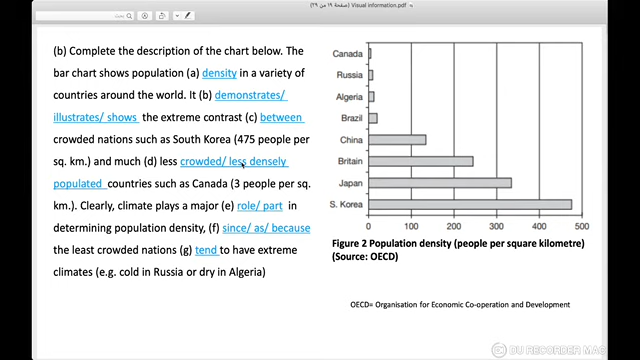 Visual information.pdf (صفحة ١٩ من ٢٩)
بحث
(b) Complete the description of the chart below. The
bar chart shows population (a) density in a variety of
countries around the world. It (b) demonstrates/
illustrates/ shows the extreme contrast (c) between
crowded nations such as South Korea (475 people per
sq. km.) and much (d) less crowded/ less densely
populated countries such as Canada (3 people per sq.
km.). Clearly, climate plays a major (e) role/ part in
determining population density, (f) since/ as/ because
the least crowded nations (g) tend to have extreme
climates (e.g. cold in Russia or dry in Algeria)
Canada
Russia
Algeria
Brazil
China
Britain
Japan
S. Korea
0 100 200 300 400 500
Figure 2 Population density (people per square kilometre)
(Source: OECD)
OECD= Organisation for Economic Co-operation and Development
DU RECORDER MAC